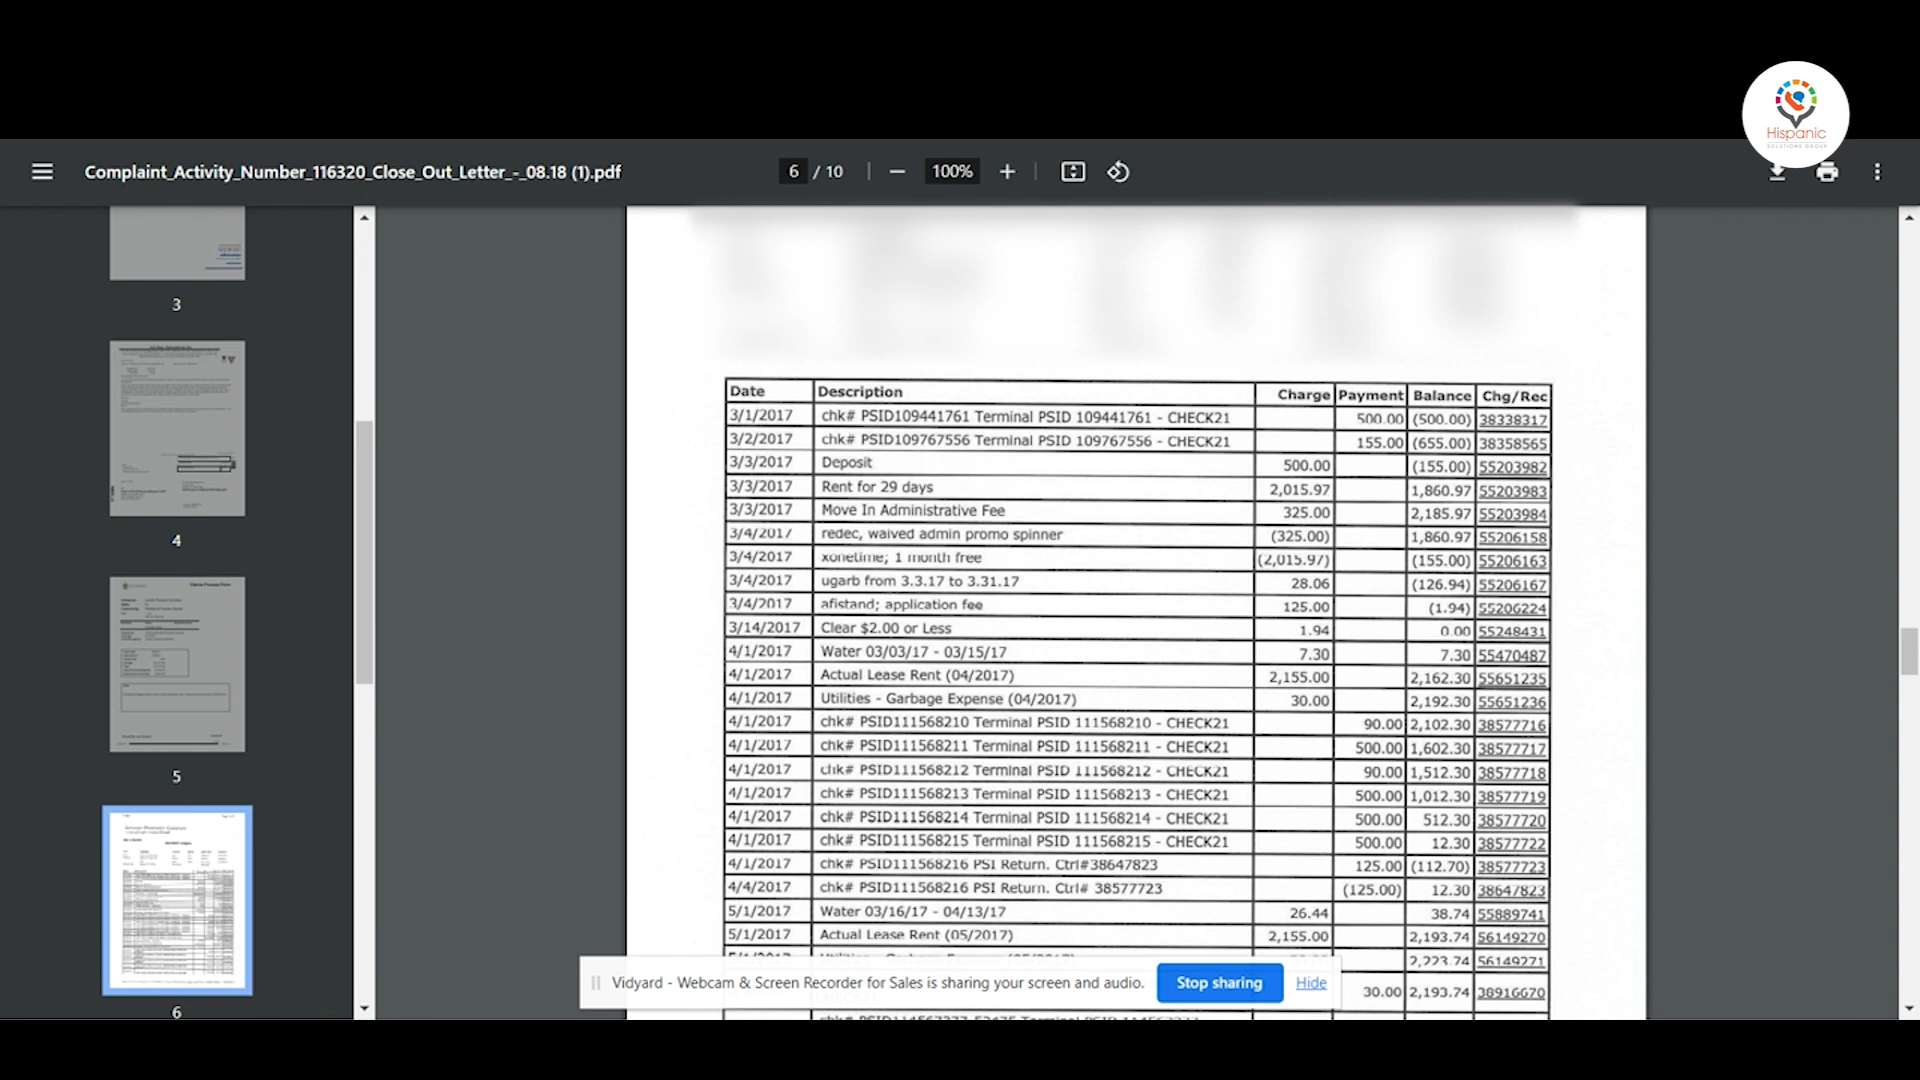 Hispanic
SOLUTIONS GROUP
Complaint_Activity_Number_116320_Close_Out_Letter_-_08.18 (1).pdf
6 / 10
100%
3
4
5
6
Date Description Charge Payment Balance Chg/Rec
3/1/2017 chk# PSID109441761 Terminal PSID 109441761 - CHECK21 500.00 (500.00) 38338317
3/2/2017 chk# PSID109767556 Terminal PSID 109767556 - CHECK21 155.00 (655.00) 38358565
3/3/2017 Deposit 500.00 (155.00) 55203982
3/3/2017 Rent for 29 days 2,015.97 1,860.97 55203983
3/3/2017 Move In Administrative Fee 325.00 2,185.97 55203984
3/4/2017 redec, waived admin promo spinner (325.00) 1,860.97 55206158
3/4/2017 xonetime; 1 month free (2,015.97) (155.00) 55206163
3/4/2017 ugarb from 3.3.17 to 3.31.17 28.06 (126.94) 55206167
3/4/2017 afistand; application fee 125.00 (1.94) 55206224
3/14/2017 Clear $2.00 or Less 1.94 0.00 55248431
4/1/2017 Water 03/03/17 - 03/15/17 7.30 7.30 55470487
4/1/2017 Actual Lease Rent (04/2017) 2,155.00 2,162.30 55651235
4/1/2017 Utilities - Garbage Expense (04/2017) 30.00 2,192.30 55651236
4/1/2017 chk# PSID111568210 Terminal PSID 111568210 - CHECK21 90.00 2,102.30 38577716
4/1/2017 chk# PSID111568211 Terminal PSID 111568211 - CHECK21 500.00 1,602.30 38577717
4/1/2017 chk# PSID111568212 Terminal PSID 111568212 - CHECK21 90.00 1,512.30 38577718
4/1/2017 chk# PSID111568213 Terminal PSID 111568213 - CHECK21 500.00 1,012.30 38577719
4/1/2017 chk# PSID111568214 Terminal PSID 111568214 - CHECK21 500.00 512.30 38577720
4/1/2017 chk# PSID111568215 Terminal PSID 111568215 - CHECK21 500.00 12.30 38577722
4/1/2017 chk# PSID111568216 PSI Return. Ctrl#38647823 125.00 (112.70) 38577723
4/4/2017 chk# PSID111568216 PSI Return. Ctrl# 38577723 (125.00) 12.30 38647823
5/1/2017 Water 03/16/17 - 04/13/17 26.44 38.74 55889741
5/1/2017 Actual Lease Rent (05/2017) 2,155.00 2,193.74 56149270
2,223.74 56149271
30.00 2,193.74 38916670
Vidyard - Webcam & Screen Recorder for Sales is sharing your screen and audio. Stop sharing Hide